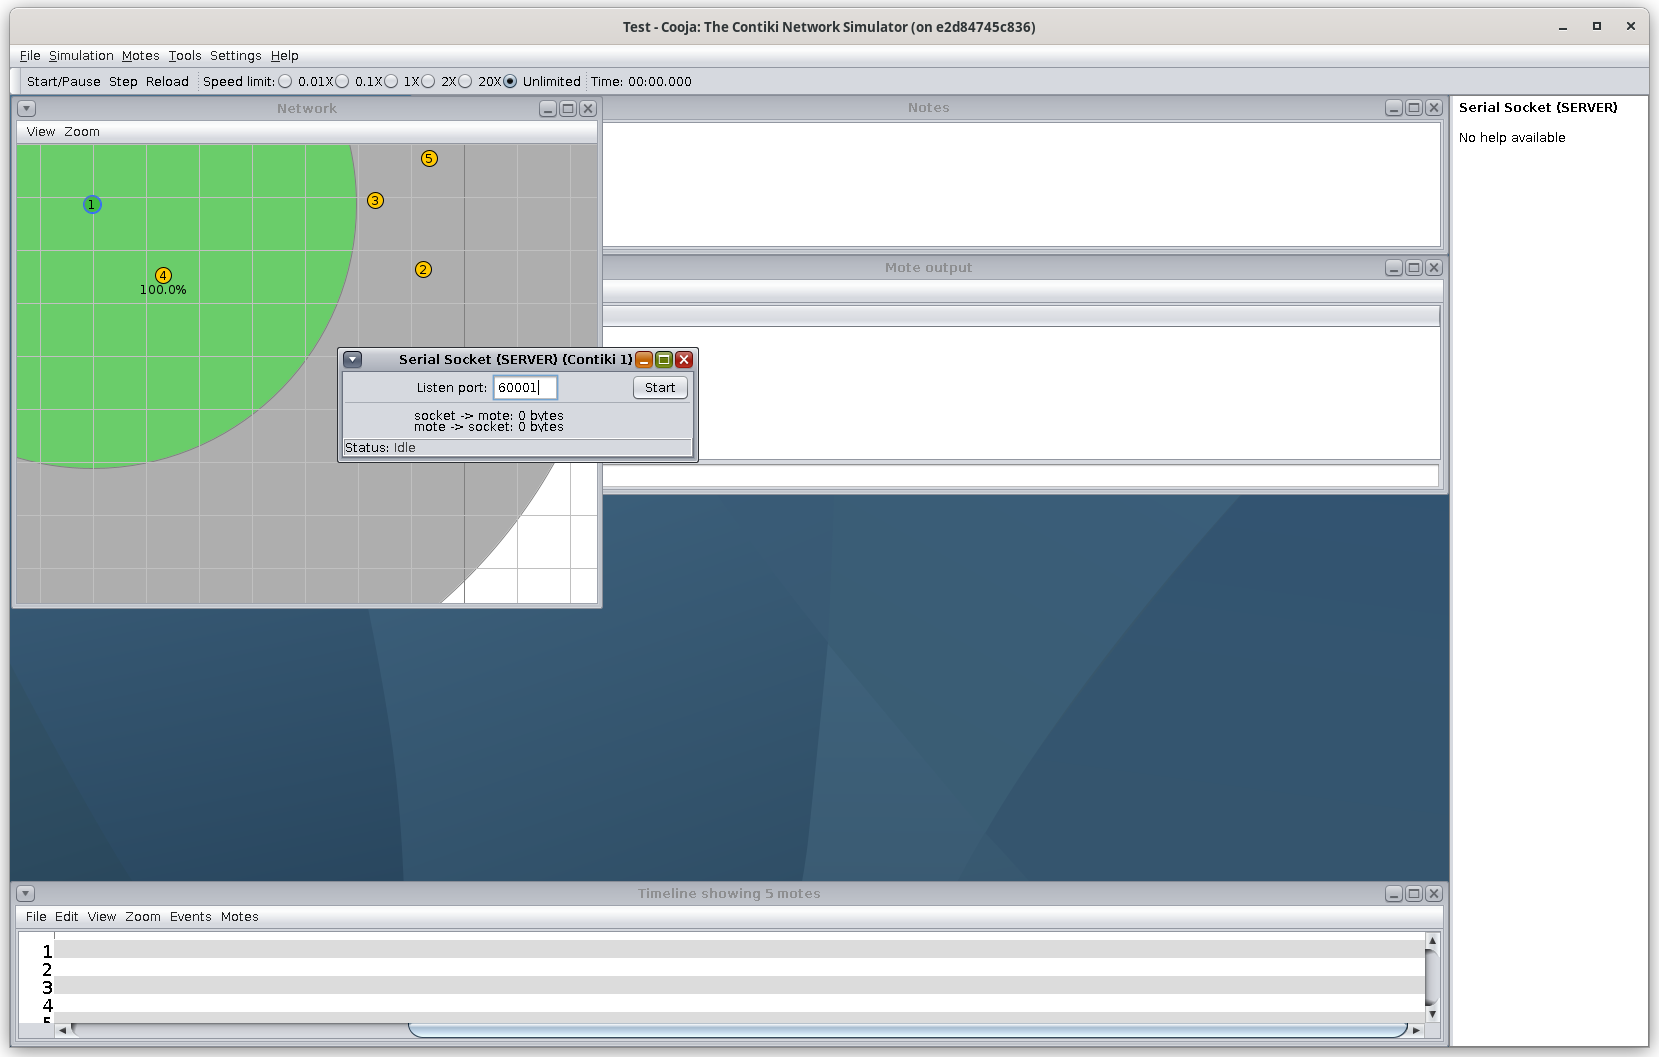 Test - Cooja: The Contiki Network Simulator (on e2d84745c836)
File Simulation Motes Tools Settings Help
Start/Pause Step Reload Speed limit: 0.01X 0.1X 1X 2X 20X Unlimited Time: 00:00.000
Network
View Zoom
5
1
3
2
4
100.0%
Notes
Mote output
Serial Socket (SERVER) (Contiki 1)
Listen port: 60001 Start
socket -> mote: 0 bytes
mote -> socket: 0 bytes
Status: Idle
Serial Socket (SERVER)
No help available
Timeline showing 5 motes
File Edit View Zoom Events Motes
1
2
3
4
5